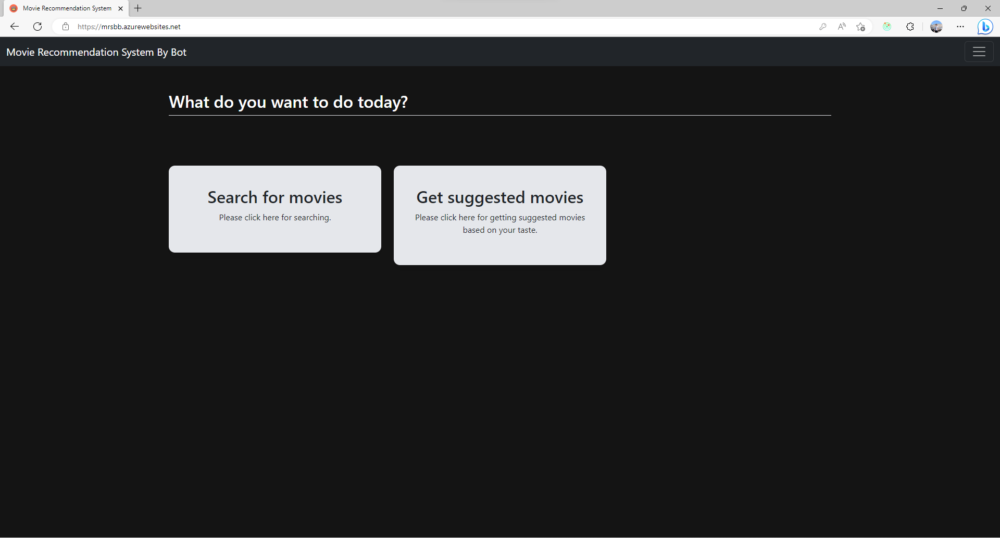 Movie Recommendation System
https://mrsbb.azurewebsites.net
Movie Recommendation System By Bot
What do you want to do today?
Search for movies
Please click here for searching.
Get suggested movies
Please click here for getting suggested movies
based on your taste.